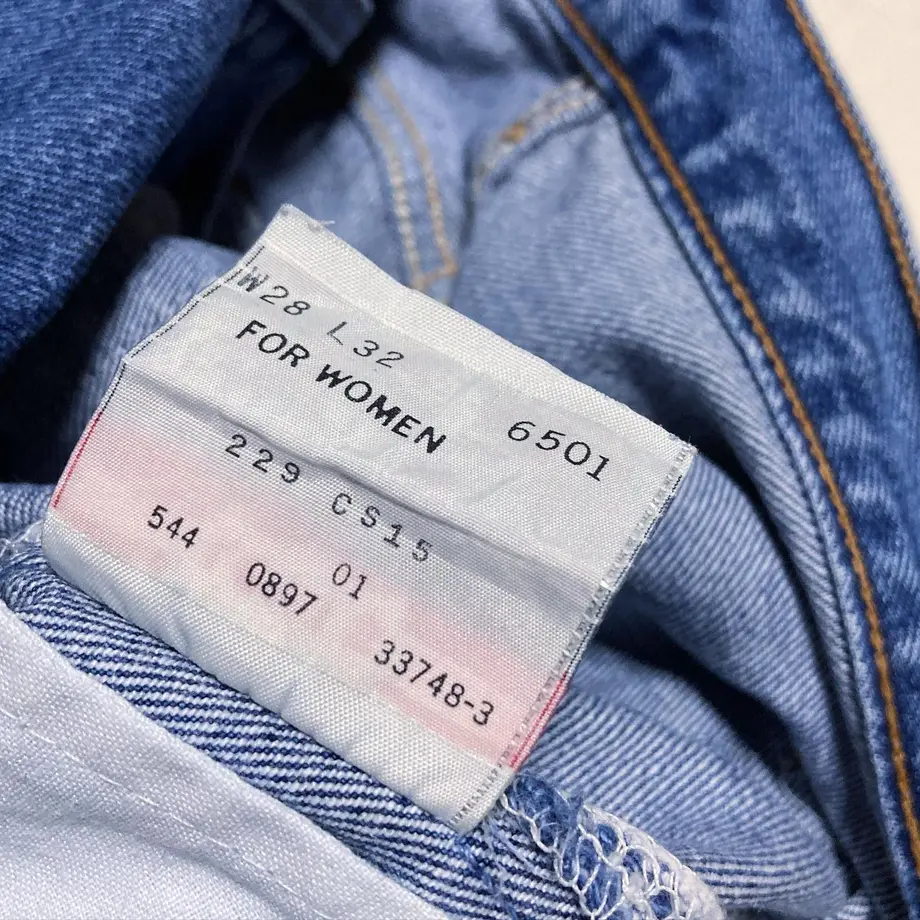 W28 L32
FOR WOMEN 6501
229 CS15
01
544 0897 33748-3